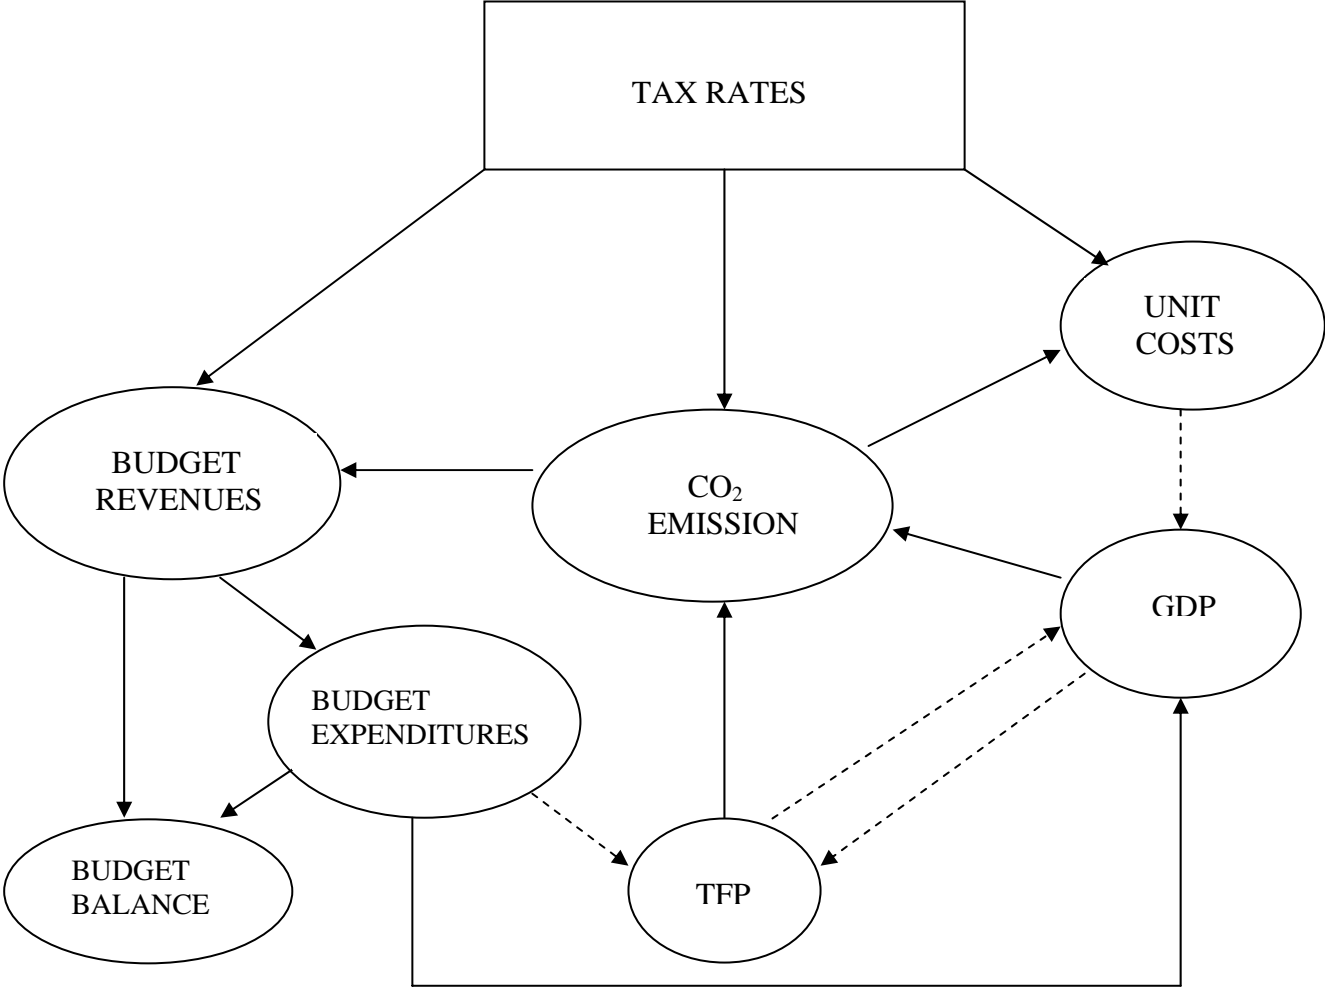 TAX RATES
UNIT
COSTS
BUDGET
REVENUES
CO₂
EMISSION
GDP
BUDGET
EXPENDITURES
BUDGET
BALANCE
TFP